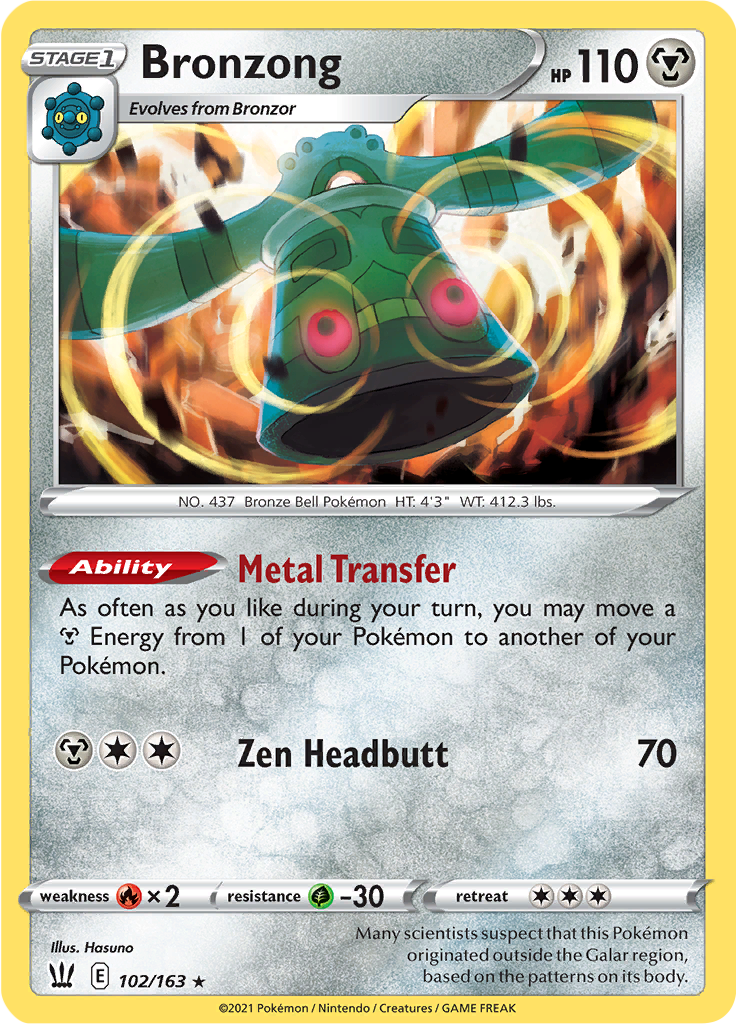 STAGE1
Bronzong
HP 110
Evolves from Bronzor
NO. 437 Bronze Bell Pokémon HT: 4'3" WT: 412.3 lbs.
Ability Metal Transfer
As often as you like during your turn, you may move a
Energy from 1 of your Pokémon to another of your
Pokémon.
Zen Headbutt 70
weakness ×2 resistance -30 retreat
Illus. Hasuno
Many scientists suspect that this Pokémon
originated outside the Galar region,
based on the patterns on its body.
E 102/163 ★
©2021 Pokémon / Nintendo / Creatures / GAME FREAK